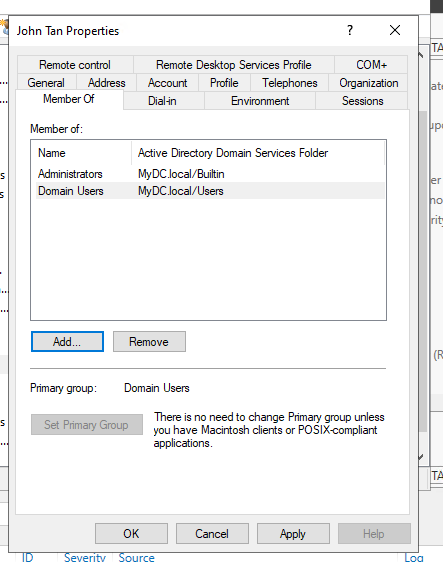 John Tan Properties
?
Remote control
Remote Desktop Services Profile
COM+
General
Address
Account
Profile
Telephones
Organization
Member Of
Dial-in
Environment
Sessions
Member of:
Name
Active Directory Domain Services Folder
Administrators
MyDC.local/Builtin
Domain Users
MyDC.local/Users
Add...
Remove
Primary group:
Domain Users
Set Primary Group
There is no need to change Primary group unless
you have Macintosh clients or POSIX-compliant
applications.
OK
Cancel
Apply
Help
ID
Severity
Source
Log